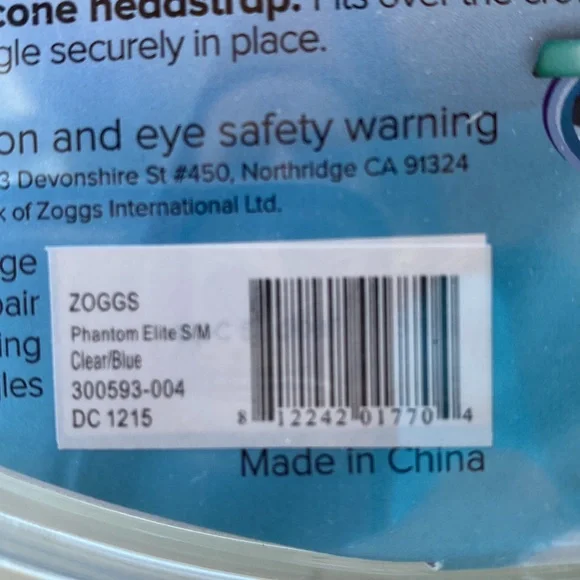 cone headstrap. Fits over the
gle securely in place.
on and eye safety warning
3 Devonshire St #450, Northridge CA 91324
k of Zoggs International Ltd.
ge
pair
ing
les
ZOGGS
Phantom Elite S/M
Clear/Blue
300593-004
DC 1215
8 12242 01770 4
Made in China